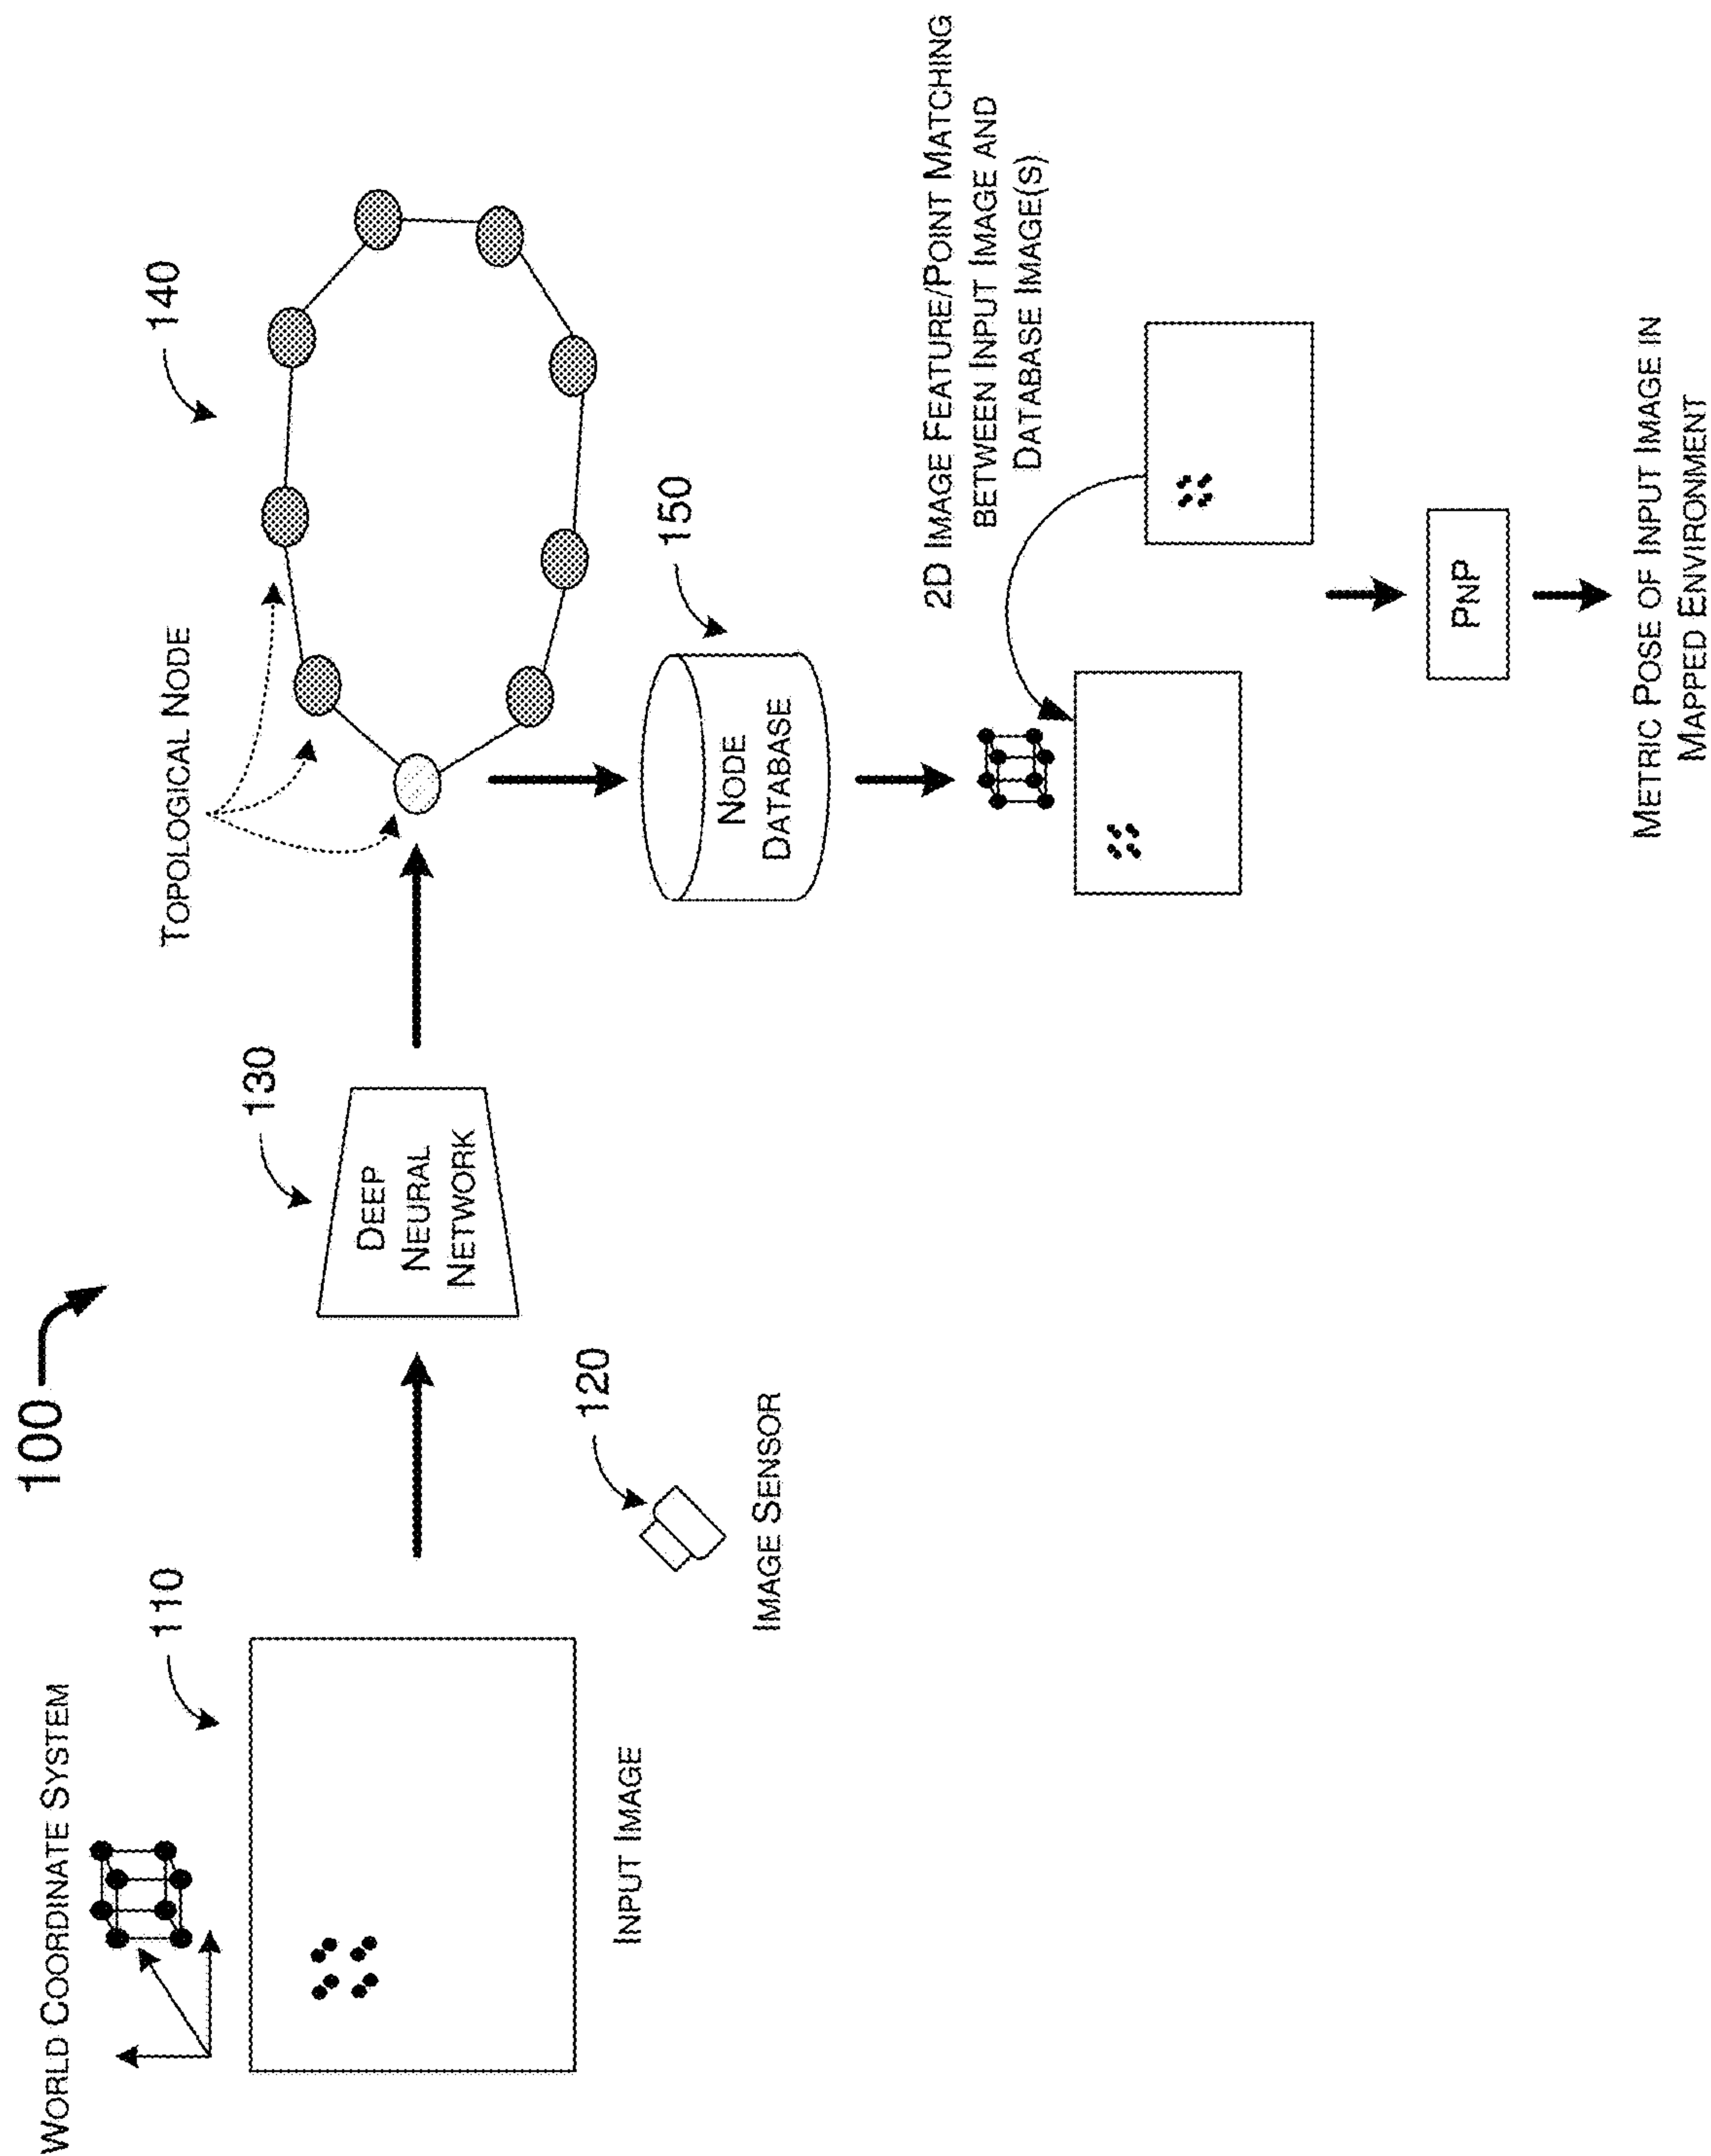 100
WORLD COORDINATE SYSTEM
110
INPUT IMAGE
120
IMAGE SENSOR
130
DEEP
NEURAL
NETWORK
TOPOLOGICAL NODE
140
150
NODE
DATABASE
2D IMAGE FEATURE/POINT MATCHING
BETWEEN INPUT IMAGE AND
DATABASE IMAGE(S)
PNP
METRIC POSE OF INPUT IMAGE IN
MAPPED ENVIRONMENT